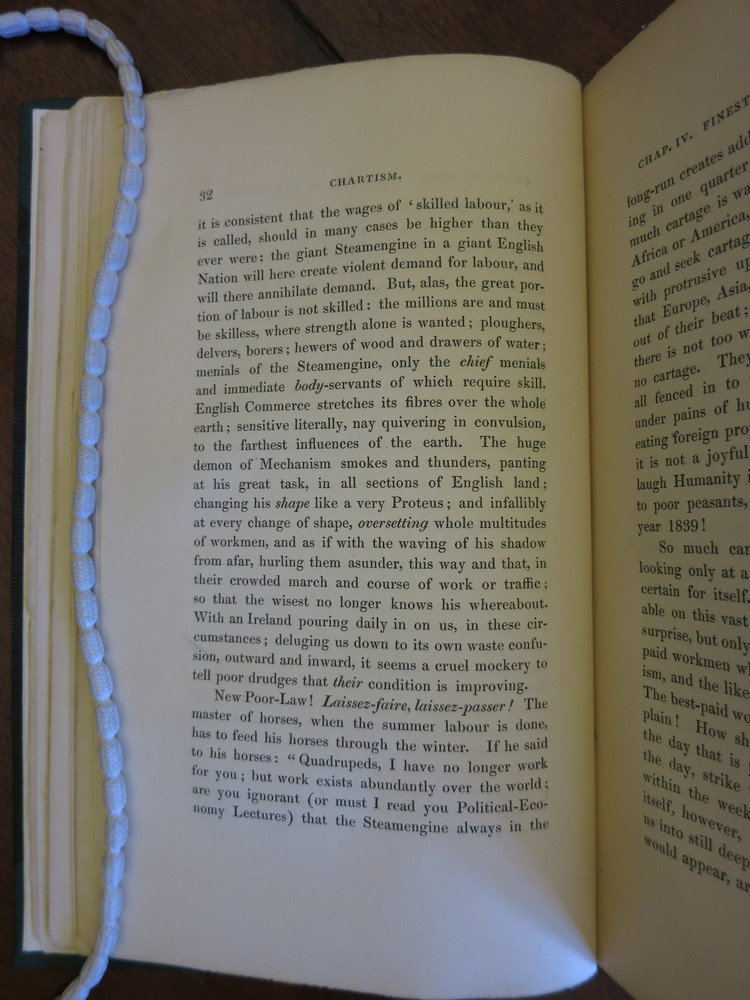 32
CHARTISM.
it is consistent that the wages of ‘skilled labour,’ as it
is called, should in many cases be higher than they
ever were: the giant Steamengine in a giant English
Nation will here create violent demand for labour, and
will there annihilate demand. But, alas, the great por-
tion of labour is not skilled: the millions are and must
be skilless, where strength alone is wanted; ploughers,
delvers, borers; hewers of wood and drawers of water;
menials of the Steamengine, only the chief menials
and immediate body-servants of which require skill.
English Commerce stretches its fibres over the whole
earth; sensitive literally, nay quivering in convulsion,
to the farthest influences of the earth. The huge
demon of Mechanism smokes and thunders, panting
at his great task, in all sections of English land;
changing his shape like a very Proteus; and infallibly
at every change of shape, oversetting whole multitudes
of workmen, and as if with the waving of his shadow
from afar, hurling them asunder, this way and that, in
their crowded march and course of work or traffic;
so that the wisest no longer knows his whereabout.
With an Ireland pouring daily in on us, in these cir-
cumstances; deluging us down to its own waste confu-
sion, outward and inward, it seems a cruel mockery to
tell poor drudges that their condition is improving.
New Poor-Law! Laissez-faire, laissez-passer! The
master of horses, when the summer labour is done,
has to feed his horses through the winter. If he said
to his horses: “Quadrupeds, I have no longer work
for you; but work exists abundantly over the world:
are you ignorant (or must I read you Political-Eco-
nomy Lectures) that the Steamengine always in the
CHAP. IV. FINEST
long-run creates add
ing in one quarter
much cartage is wa
Africa or America,
go and seek cartag
with protrusive up
that Europe, Asia,
out of their beat;
there is not too w
no cartage. They
all fenced in to
under pains of hu
eating foreign pro
it is not a joyful
laugh Humanity i
to poor peasants,
year 1839!
So much can
looking only at a
certain for itself.
able on this vast
surprise, but only
paid workmen wh
ism, and the like
The best-paid wo
plain! How sh
the day that is
the day, strike
within the week
itself, however,
us into still deep
would appear, ar